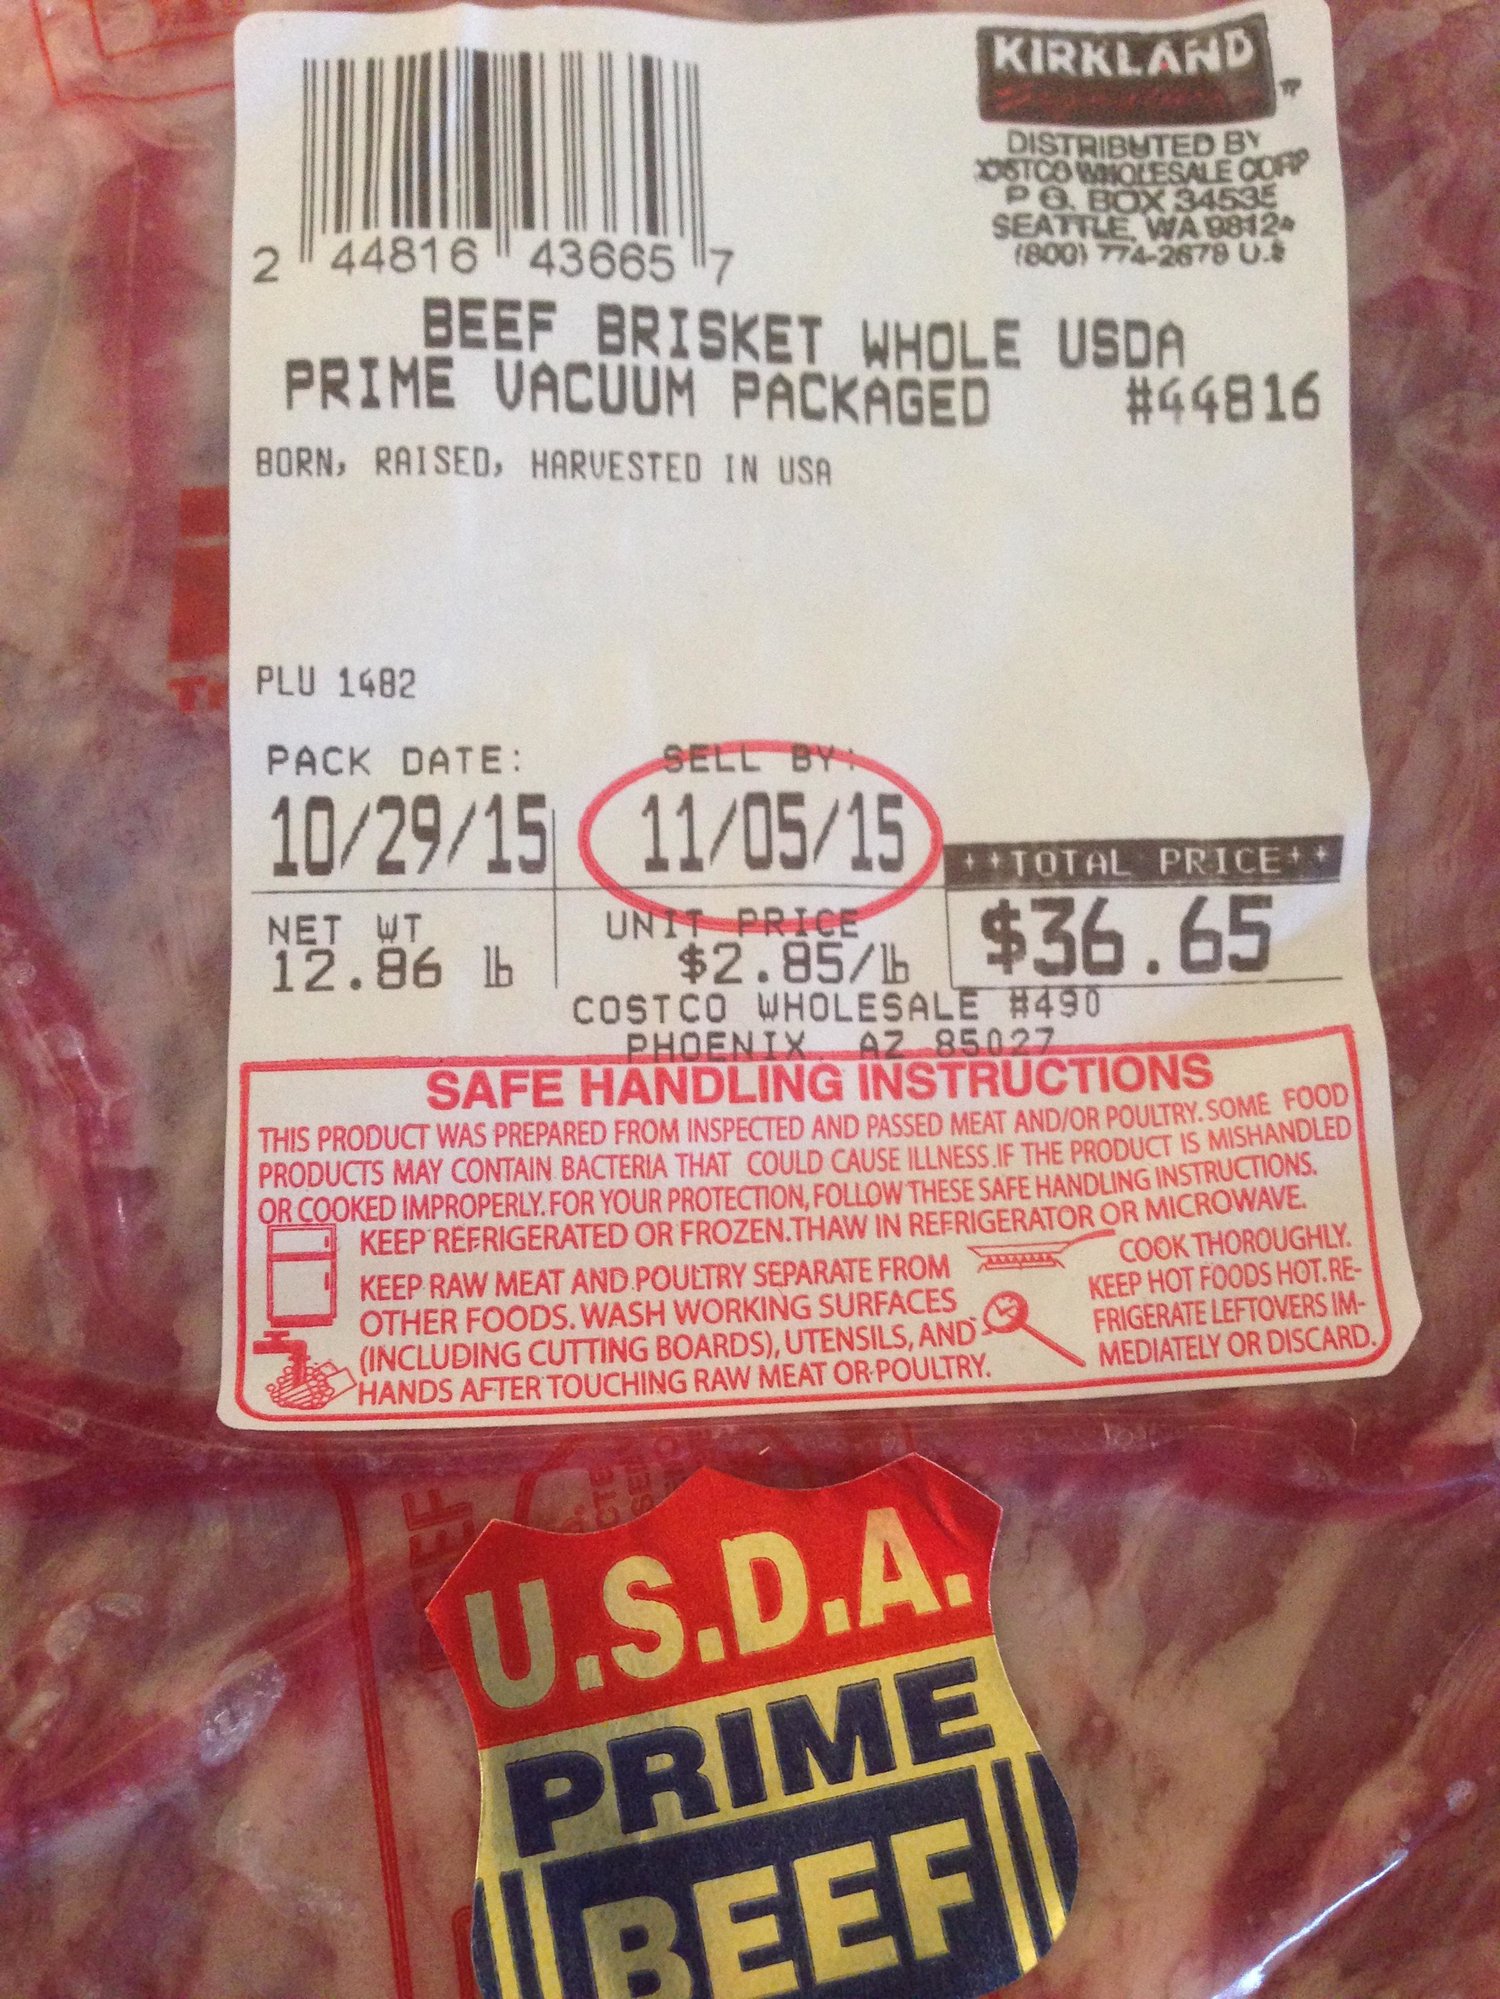 KIRKLAND
Signature
TM
DISTRIBUTED BY
COSTCO WHOLESALE CORP
P.O. BOX 34535
SEATTLE, WA 98124
(800) 774-2678 U.S
2 44816 43665 7
BEEF BRISKET WHOLE USDA
PRIME VACUUM PACKAGED #44816
BORN, RAISED, HARVESTED IN USA
PLU 1482
PACK DATE: SELL BY:
10/29/15 11/05/15
++TOTAL PRICE++
NET WT UNIT PRICE
12.86 lb $2.85/lb $36.65
COSTCO WHOLESALE #490
PHOENIX AZ 85027
SAFE HANDLING INSTRUCTIONS
THIS PRODUCT WAS PREPARED FROM INSPECTED AND PASSED MEAT AND/OR POULTRY. SOME FOOD
PRODUCTS MAY CONTAIN BACTERIA THAT COULD CAUSE ILLNESS.IF THE PRODUCT IS MISHANDLED
OR COOKED IMPROPERLY.FOR YOUR PROTECTION, FOLLOW THESE SAFE HANDLING INSTRUCTIONS.
KEEP REFRIGERATED OR FROZEN.THAW IN REFRIGERATOR OR MICROWAVE.
KEEP RAW MEAT AND POULTRY SEPARATE FROM
OTHER FOODS. WASH WORKING SURFACES
(INCLUDING CUTTING BOARDS), UTENSILS, AND
HANDS AFTER TOUCHING RAW MEAT OR POULTRY.
COOK THOROUGHLY.
KEEP HOT FOODS HOT.RE-
FRIGERATE LEFTOVERS IM-
MEDIATELY OR DISCARD.
U.S.D.A.
PRIME
BEEF